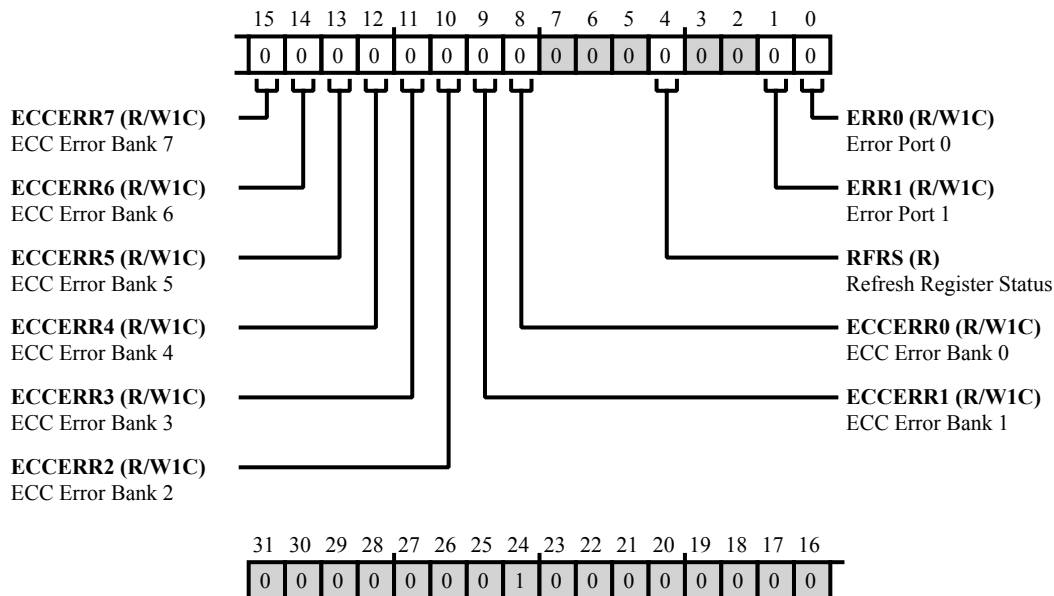 15 14 13 12 11 10 9 8 7 6 5 4 3 2 1 0
0 0 0 0 0 0 0 0 0 0 0 0 0 0 0 0
ECCERR7 (R/W1C)
ECC Error Bank 7
ECCERR6 (R/W1C)
ECC Error Bank 6
ECCERR5 (R/W1C)
ECC Error Bank 5
ECCERR4 (R/W1C)
ECC Error Bank 4
ECCERR3 (R/W1C)
ECC Error Bank 3
ECCERR2 (R/W1C)
ECC Error Bank 2
ERR0 (R/W1C)
Error Port 0
ERR1 (R/W1C)
Error Port 1
RFRS (R)
Refresh Register Status
ECCERR0 (R/W1C)
ECC Error Bank 0
ECCERR1 (R/W1C)
ECC Error Bank 1
31 30 29 28 27 26 25 24 23 22 21 20 19 18 17 16
0 0 0 0 0 0 0 1 0 0 0 0 0 0 0 0